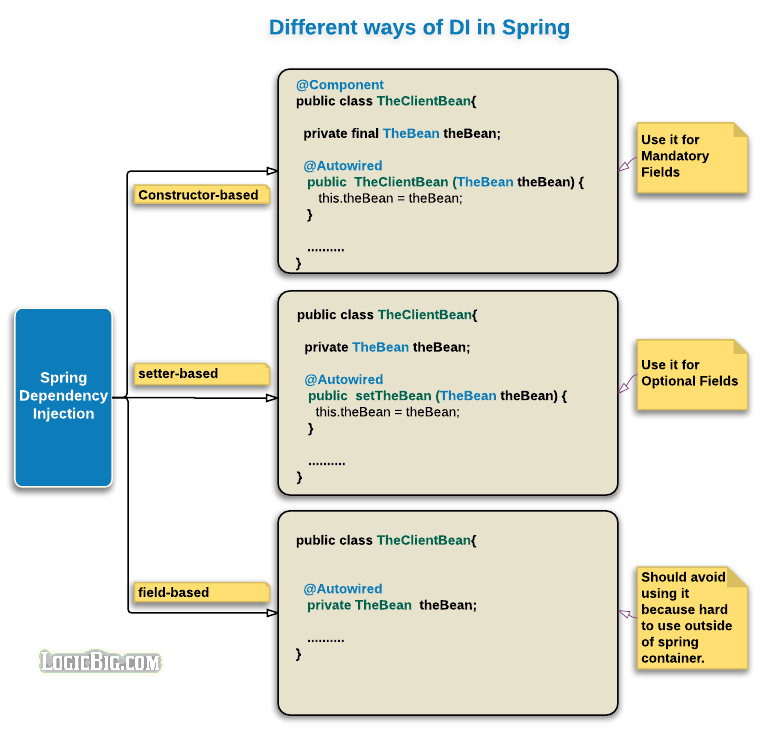 Different ways of DI in Spring
@Component
public class TheClientBean{
private final TheBean theBean;
@Autowired
public  TheClientBean (TheBean theBean) {
this.theBean = theBean;
}
..........
}
Use it for
Mandatory
Fields
Constructor-based
public class TheClientBean{
private TheBean theBean;
@Autowired
public  setTheBean (TheBean theBean) {
this.theBean = theBean;
}
..........
}
Use it for
Optional Fields
setter-based
Spring
Dependency
Injection
public class TheClientBean{
@Autowired
private TheBean  theBean;
..........
}
Should avoid
using it
because hard
to use outside
of spring
container.
field-based
LogicBig.com